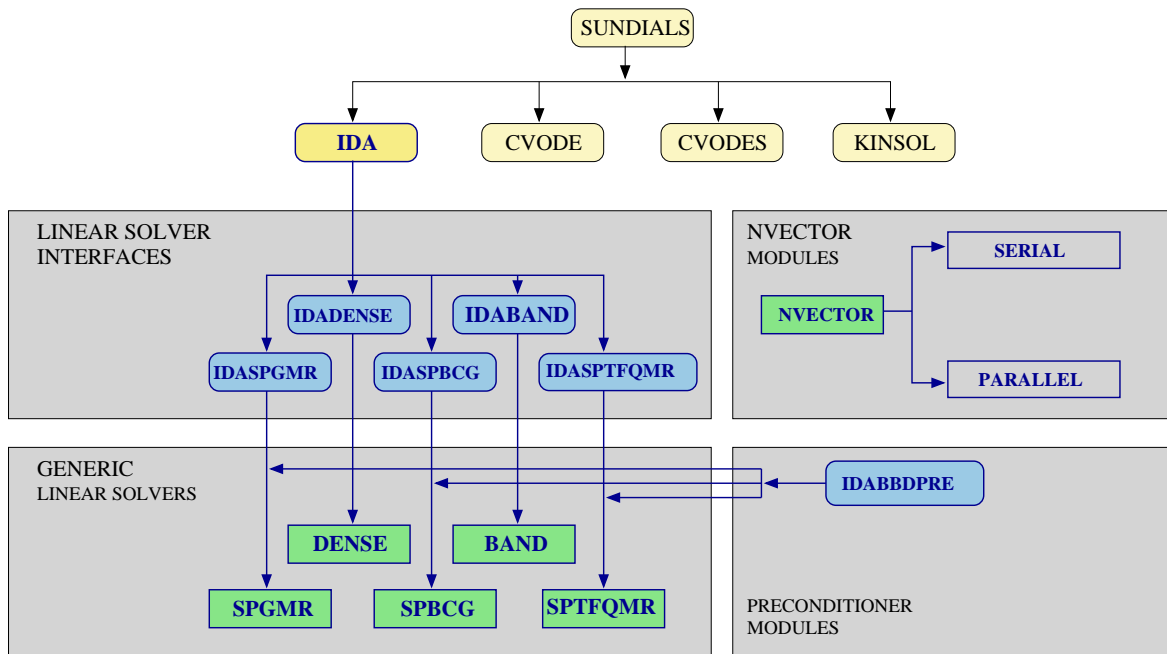 SUNDIALS
IDA
CVODE
CVODES
KINSOL
LINEAR SOLVER
INTERFACES
IDADENSE
IDABAND
IDASPGMR
IDASPBCG
IDASPTFQMR
NVECTOR
MODULES
SERIAL
NVECTOR
PARALLEL
GENERIC
LINEAR SOLVERS
DENSE
BAND
SPGMR
SPBCG
SPTFQMR
IDABBDPRE
PRECONDITIONER
MODULES